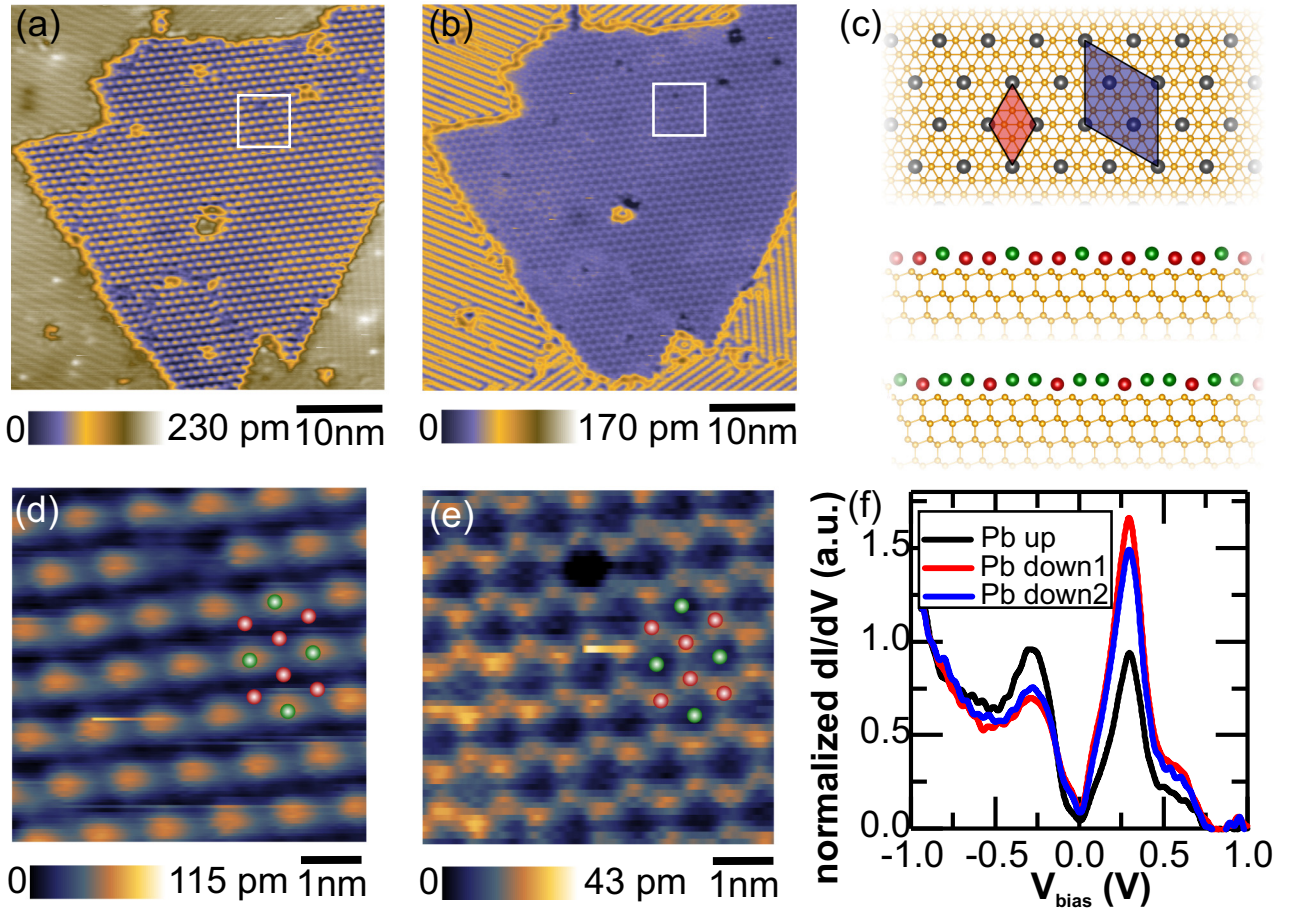 (a)
(b)
(c)
0 230 pm 10nm
0 170 pm 10nm
(d)
(e)
(f)
Pb up
Pb down1
Pb down2
normalized dI/dV (a.u.)
1.5
1.0
0.5
0.0
-1.0 -0.5 0.0 0.5 1.0
Vbias (V)
0 115 pm 1nm
0 43 pm 1nm